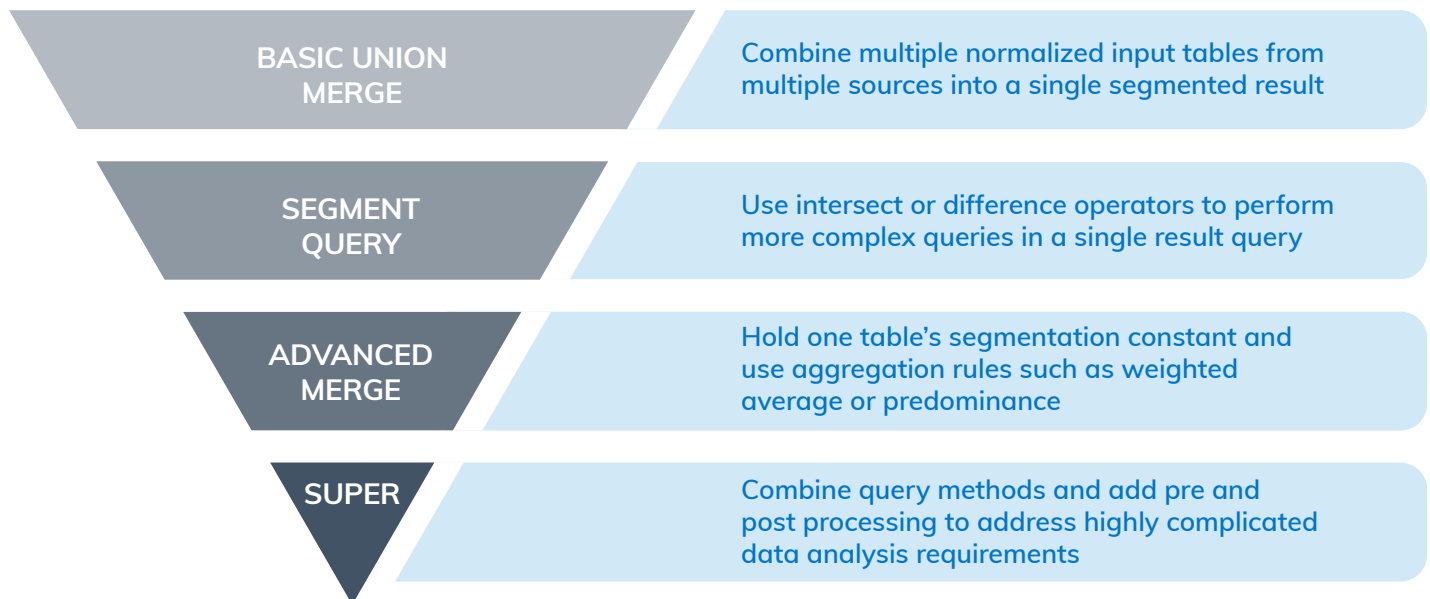 BASIC UNION
MERGE
Combine multiple normalized input tables from
multiple sources into a single segmented result
SEGMENT
QUERY
Use intersect or difference operators to perform
more complex queries in a single result query
ADVANCED
MERGE
Hold one table’s segmentation constant and
use aggregation rules such as weighted
average or predominance
SUPER
Combine query methods and add pre and
post processing to address highly complicated
data analysis requirements